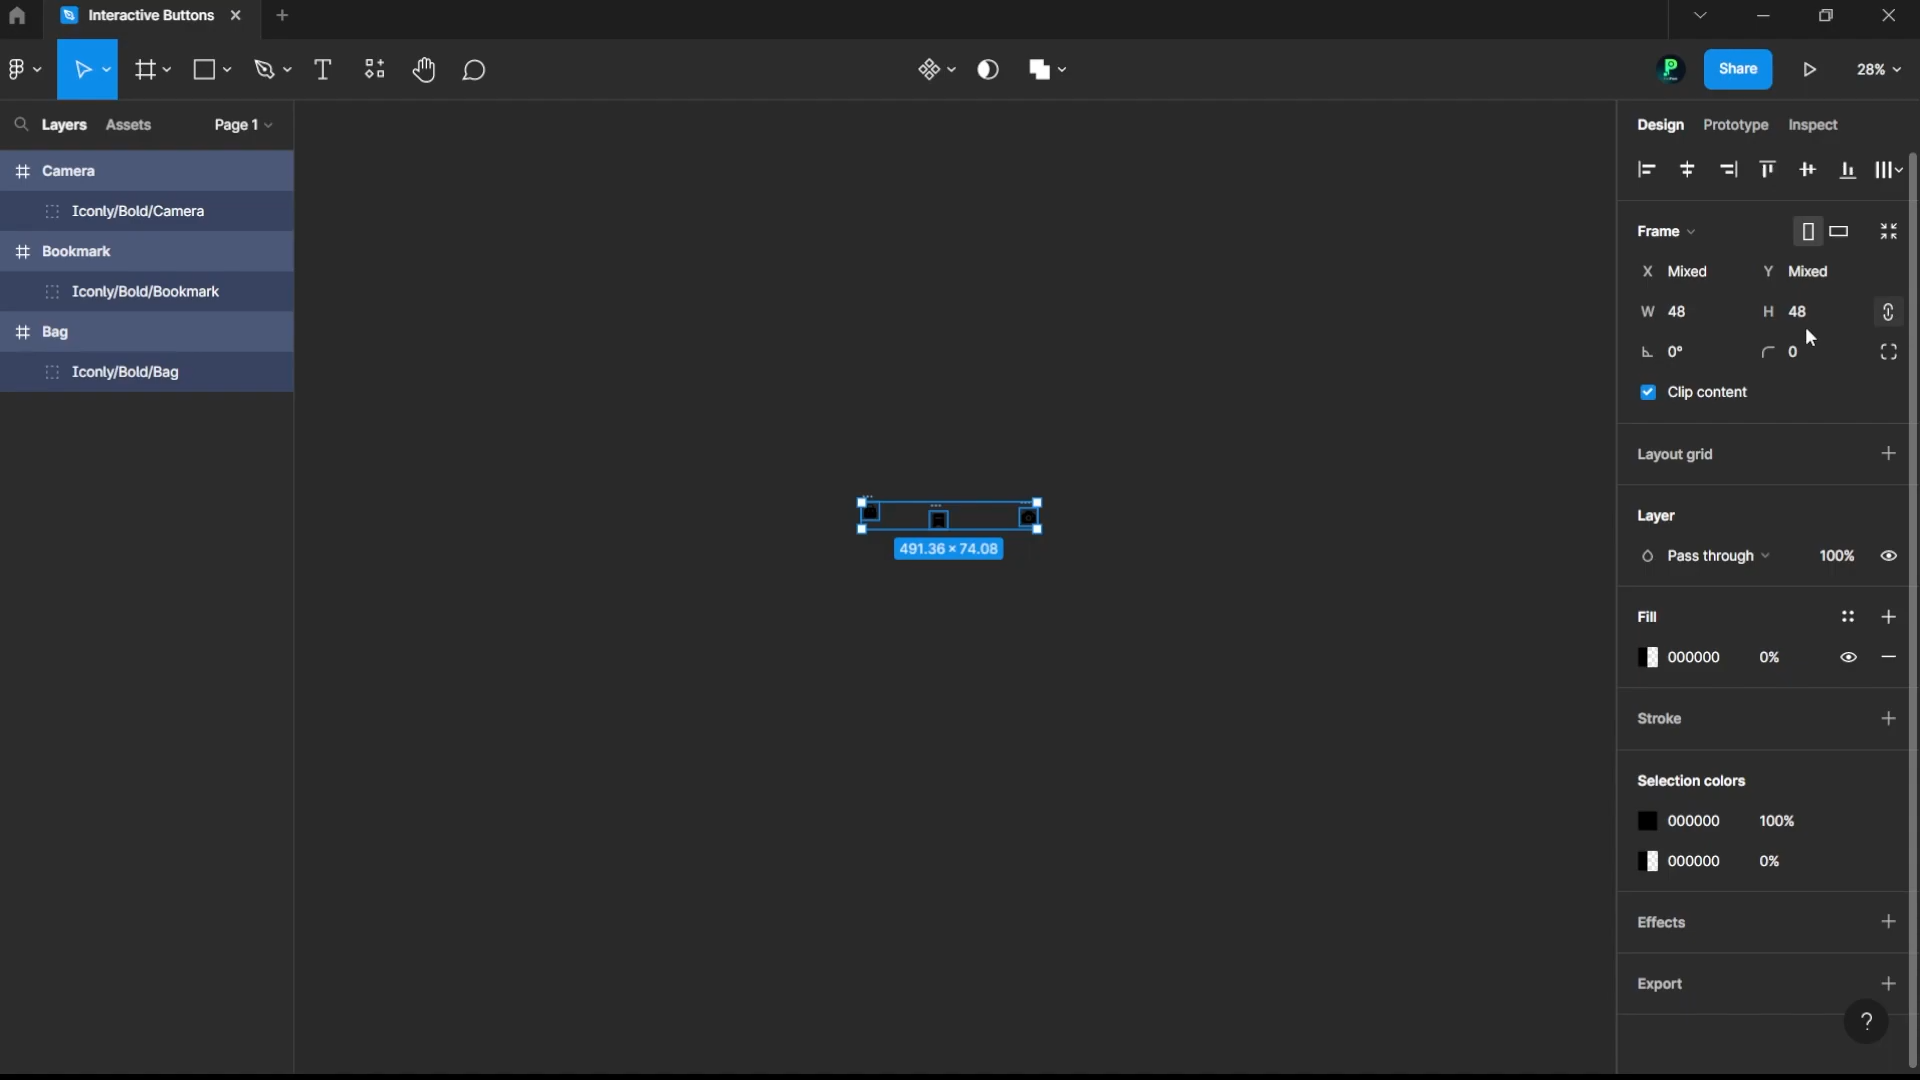 Interactive Buttons
Share
28%
Layers Assets Page 1
Camera
Iconly/Bold/Camera
Bookmark
Iconly/Bold/Bookmark
Bag
Iconly/Bold/Bag
491.36 × 74.08
Design Prototype Inspect
Frame
X Mixed Y Mixed
W 48 H 48
0° 0
Clip content
Layout grid
Layer
Pass through 100%
Fill
000000 0%
Stroke
Selection colors
000000 100%
000000 0%
Effects
Export
?